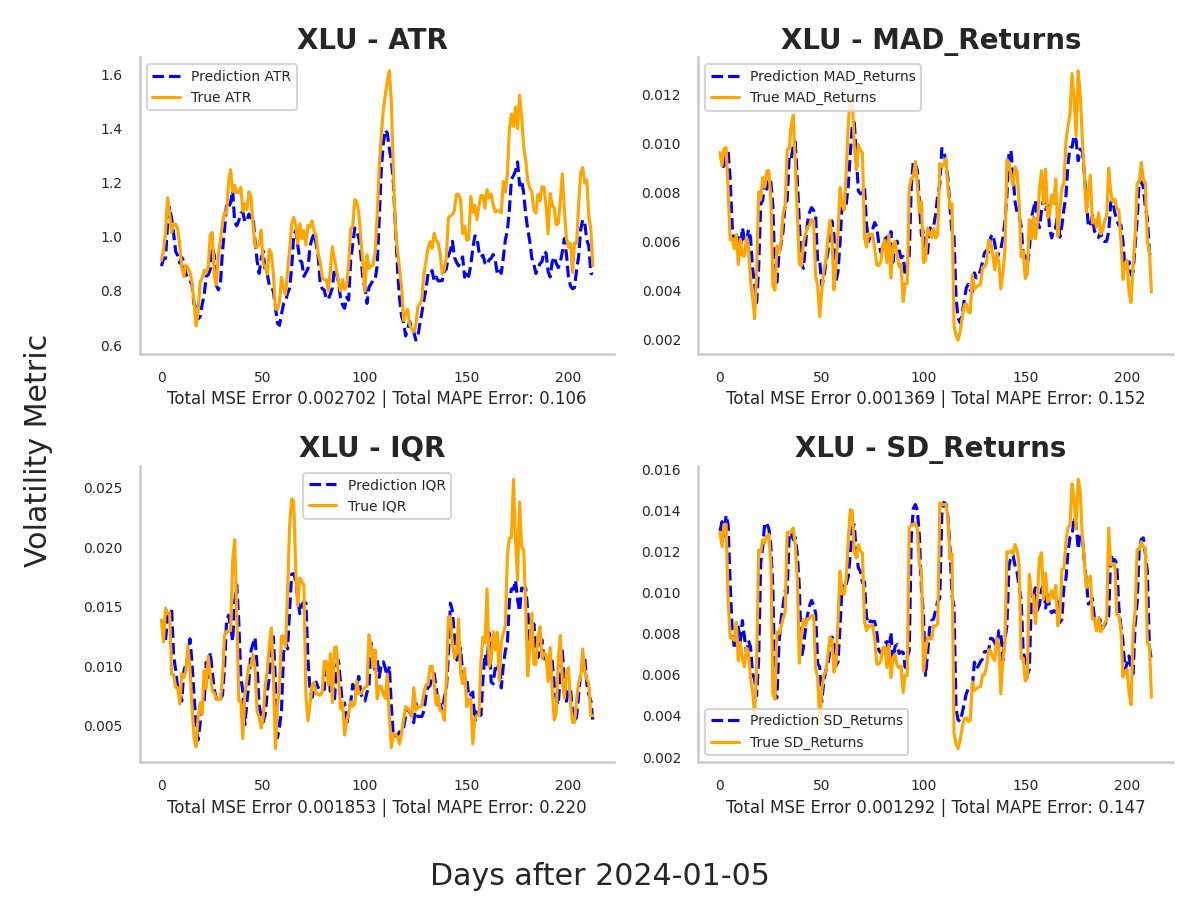 XLU - ATR
Prediction ATR
True ATR
1.6
1.4
1.2
1.0
0.8
0.6
0
50
100
150
200
Total MSE Error 0.002702 | Total MAPE Error: 0.106
XLU - MAD_Returns
Prediction MAD_Returns
True MAD_Returns
0.012
0.010
0.008
0.006
0.004
0.002
0
50
100
150
200
Total MSE Error 0.001369 | Total MAPE Error: 0.152
Volatility Metric
XLU - IQR
Prediction IQR
True IQR
0.025
0.020
0.015
0.010
0.005
0
50
100
150
200
Total MSE Error 0.001853 | Total MAPE Error: 0.220
XLU - SD_Returns
0.016
0.014
0.012
0.010
0.008
0.006
0.004
0.002
Prediction SD_Returns
True SD_Returns
0
50
100
150
200
Total MSE Error 0.001292 | Total MAPE Error: 0.147
Days after 2024-01-05